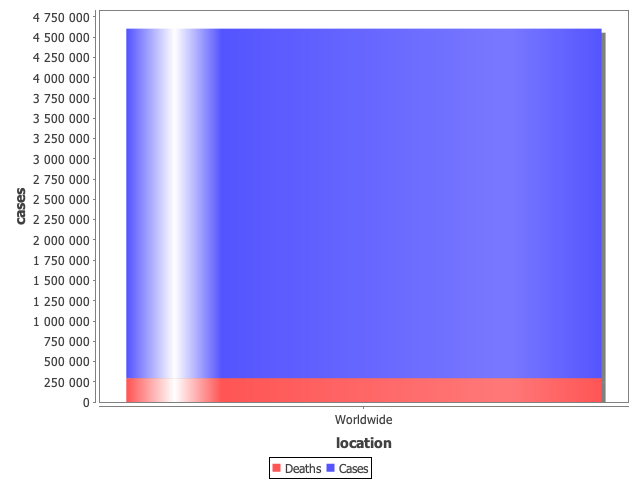 4 750 000
4 500 000
4 250 000
4 000 000
3 750 000
3 500 000
3 250 000
3 000 000
2 750 000
2 500 000
2 250 000
2 000 000
1 750 000
1 500 000
1 250 000
1 000 000
750 000
500 000
250 000
0
cases
Worldwide
location
Deaths Cases